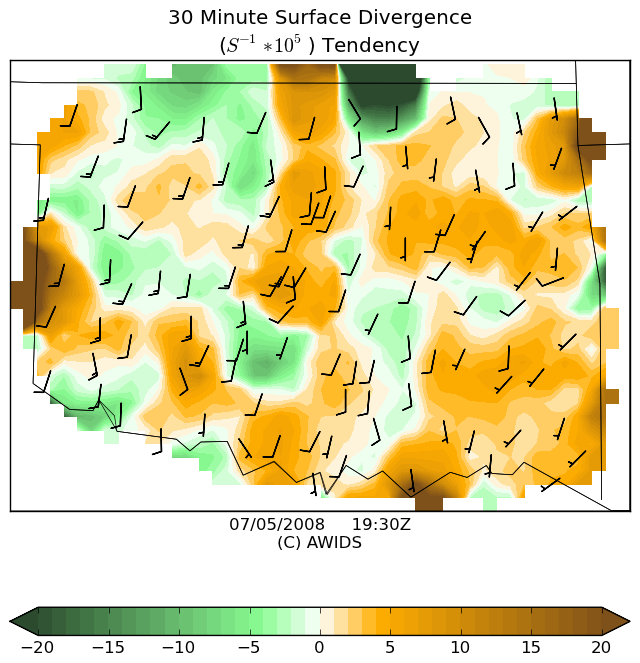 30 Minute Surface Divergence
(S⁻¹ *10⁵ ) Tendency
07/05/2008 19:30Z
(C) AWIDS
−20 −15 −10 −5 0 5 10 15 20